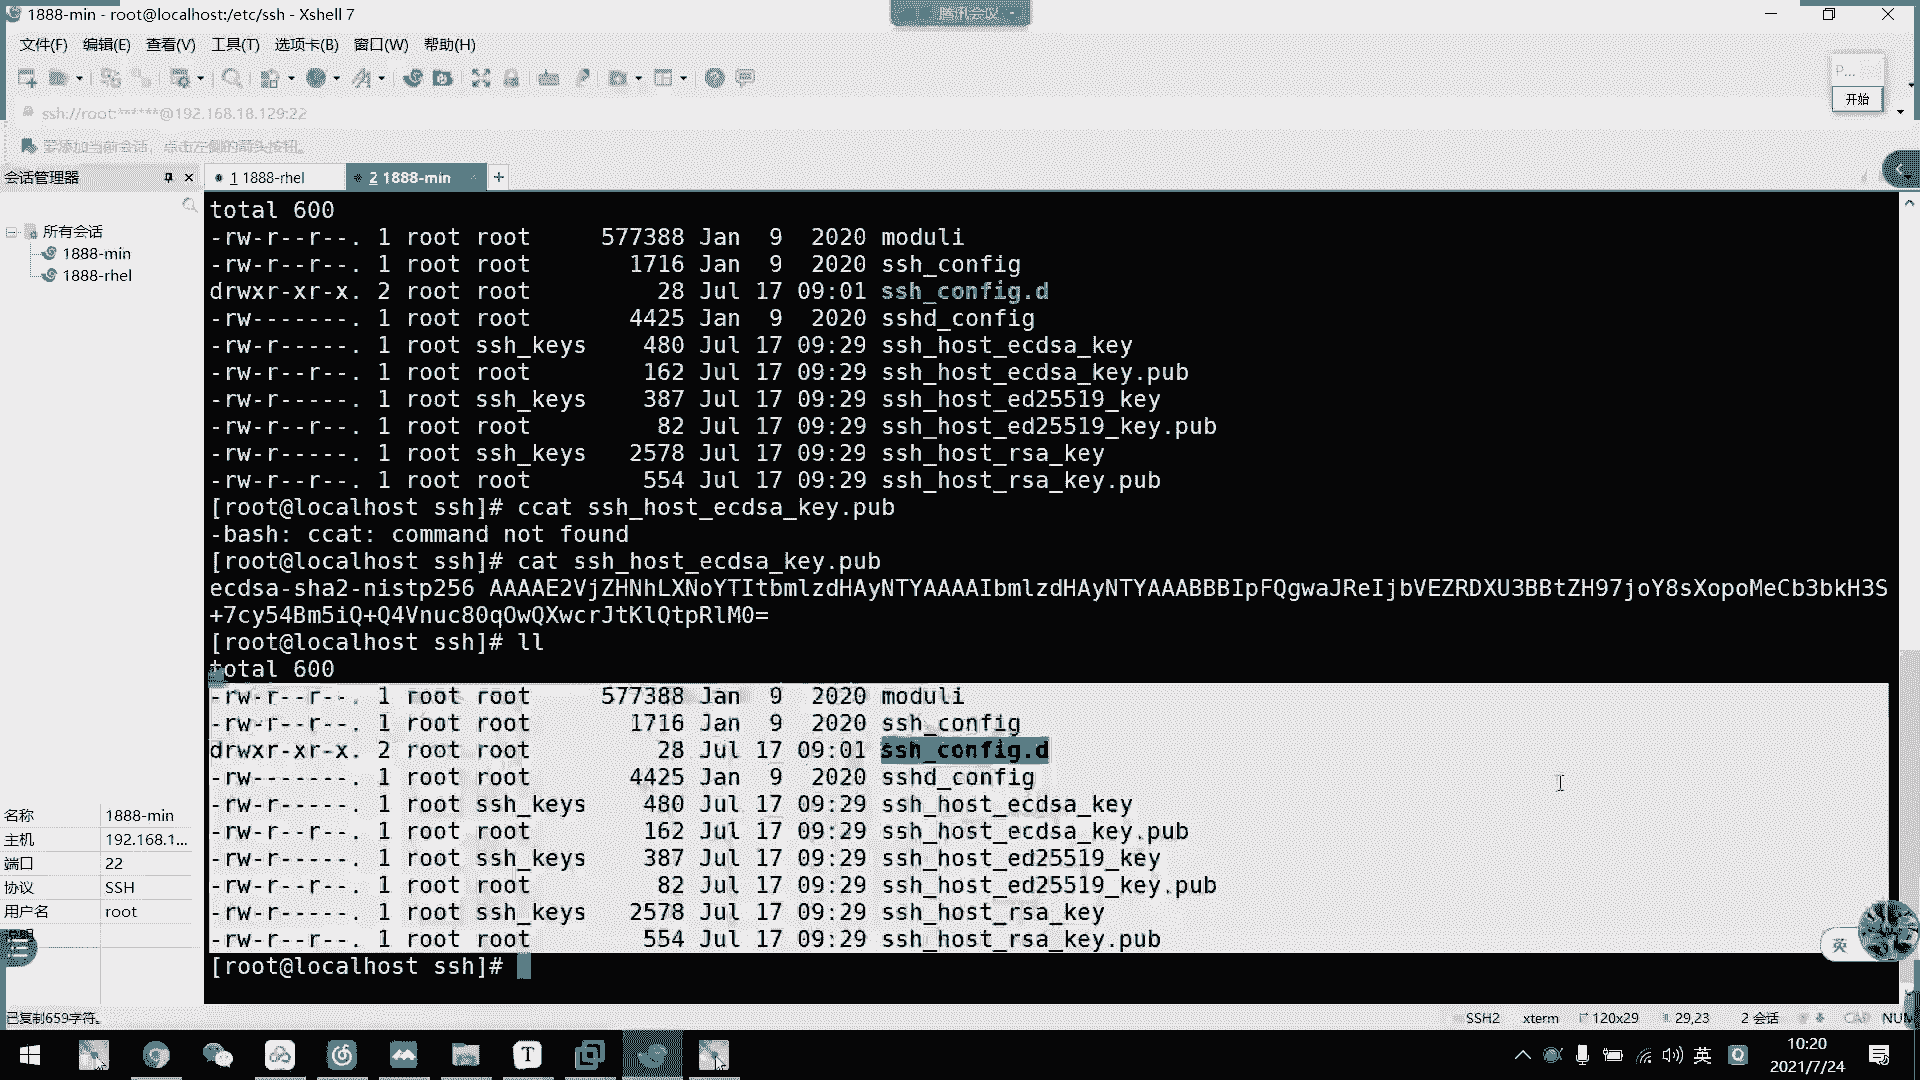 1888-min - root@localhost:/etc/ssh - Xshell 7
腾讯会议
文件(F) 编辑(E) 查看(V) 工具(T) 选项卡(B) 窗口(W) 帮助(H)
P...
开始
ssh://root:******@192.168.18.129:22
要添加当前会话，点击左侧的箭头按钮。
会话管理器
1 1888-rhel
2 1888-min
所有会话
1888-min
1888-rhel
total 600
-rw-r--r--. 1 root root     577388 Jan  9  2020 moduli
-rw-r--r--. 1 root root       1716 Jan  9  2020 ssh_config
drwxr-xr-x. 2 root root         28 Jul 17 09:01 ssh_config.d
-rw-------. 1 root root       4425 Jan  9  2020 sshd_config
-rw-r-----. 1 root ssh_keys    480 Jul 17 09:29 ssh_host_ecdsa_key
-rw-r--r--. 1 root root        162 Jul 17 09:29 ssh_host_ecdsa_key.pub
-rw-r-----. 1 root ssh_keys    387 Jul 17 09:29 ssh_host_ed25519_key
-rw-r--r--. 1 root root         82 Jul 17 09:29 ssh_host_ed25519_key.pub
-rw-r-----. 1 root ssh_keys   2578 Jul 17 09:29 ssh_host_rsa_key
-rw-r--r--. 1 root root        554 Jul 17 09:29 ssh_host_rsa_key.pub
[root@localhost ssh]# ccat ssh_host_ecdsa_key.pub
-bash: ccat: command not found
[root@localhost ssh]# cat ssh_host_ecdsa_key.pub
ecdsa-sha2-nistp256 AAAAE2VjZHNhLXNoYTItbmlzdHAyNTYAAAAIbmlzdHAyNTYAAABBBIpFQgwaJReIjbVEZRDXU3BBtZH97joY8sXopoMeCb3bkH3S
+7cy54Bm5iQ+Q4Vnuc80qOwQXwcrJtKlQtpRlM0=
[root@localhost ssh]# ll
total 600
-rw-r--r--. 1 root root     577388 Jan  9  2020 moduli
-rw-r--r--. 1 root root       1716 Jan  9  2020 ssh_config
drwxr-xr-x. 2 root root         28 Jul 17 09:01 ssh_config.d
-rw-------. 1 root root       4425 Jan  9  2020 sshd_config
-rw-r-----. 1 root ssh_keys    480 Jul 17 09:29 ssh_host_ecdsa_key
-rw-r--r--. 1 root root        162 Jul 17 09:29 ssh_host_ecdsa_key.pub
-rw-r-----. 1 root ssh_keys    387 Jul 17 09:29 ssh_host_ed25519_key
-rw-r--r--. 1 root root         82 Jul 17 09:29 ssh_host_ed25519_key.pub
-rw-r-----. 1 root ssh_keys   2578 Jul 17 09:29 ssh_host_rsa_key
-rw-r--r--. 1 root root        554 Jul 17 09:29 ssh_host_rsa_key.pub
[root@localhost ssh]#
名称 1888-min
主机 192.168.1...
端口 22
协议 SSH
用户名 root
英
已复制659字符。
SSH2 xterm 120x29 29,23 2 会话 CAP NUM
英
10:20
2021/7/24